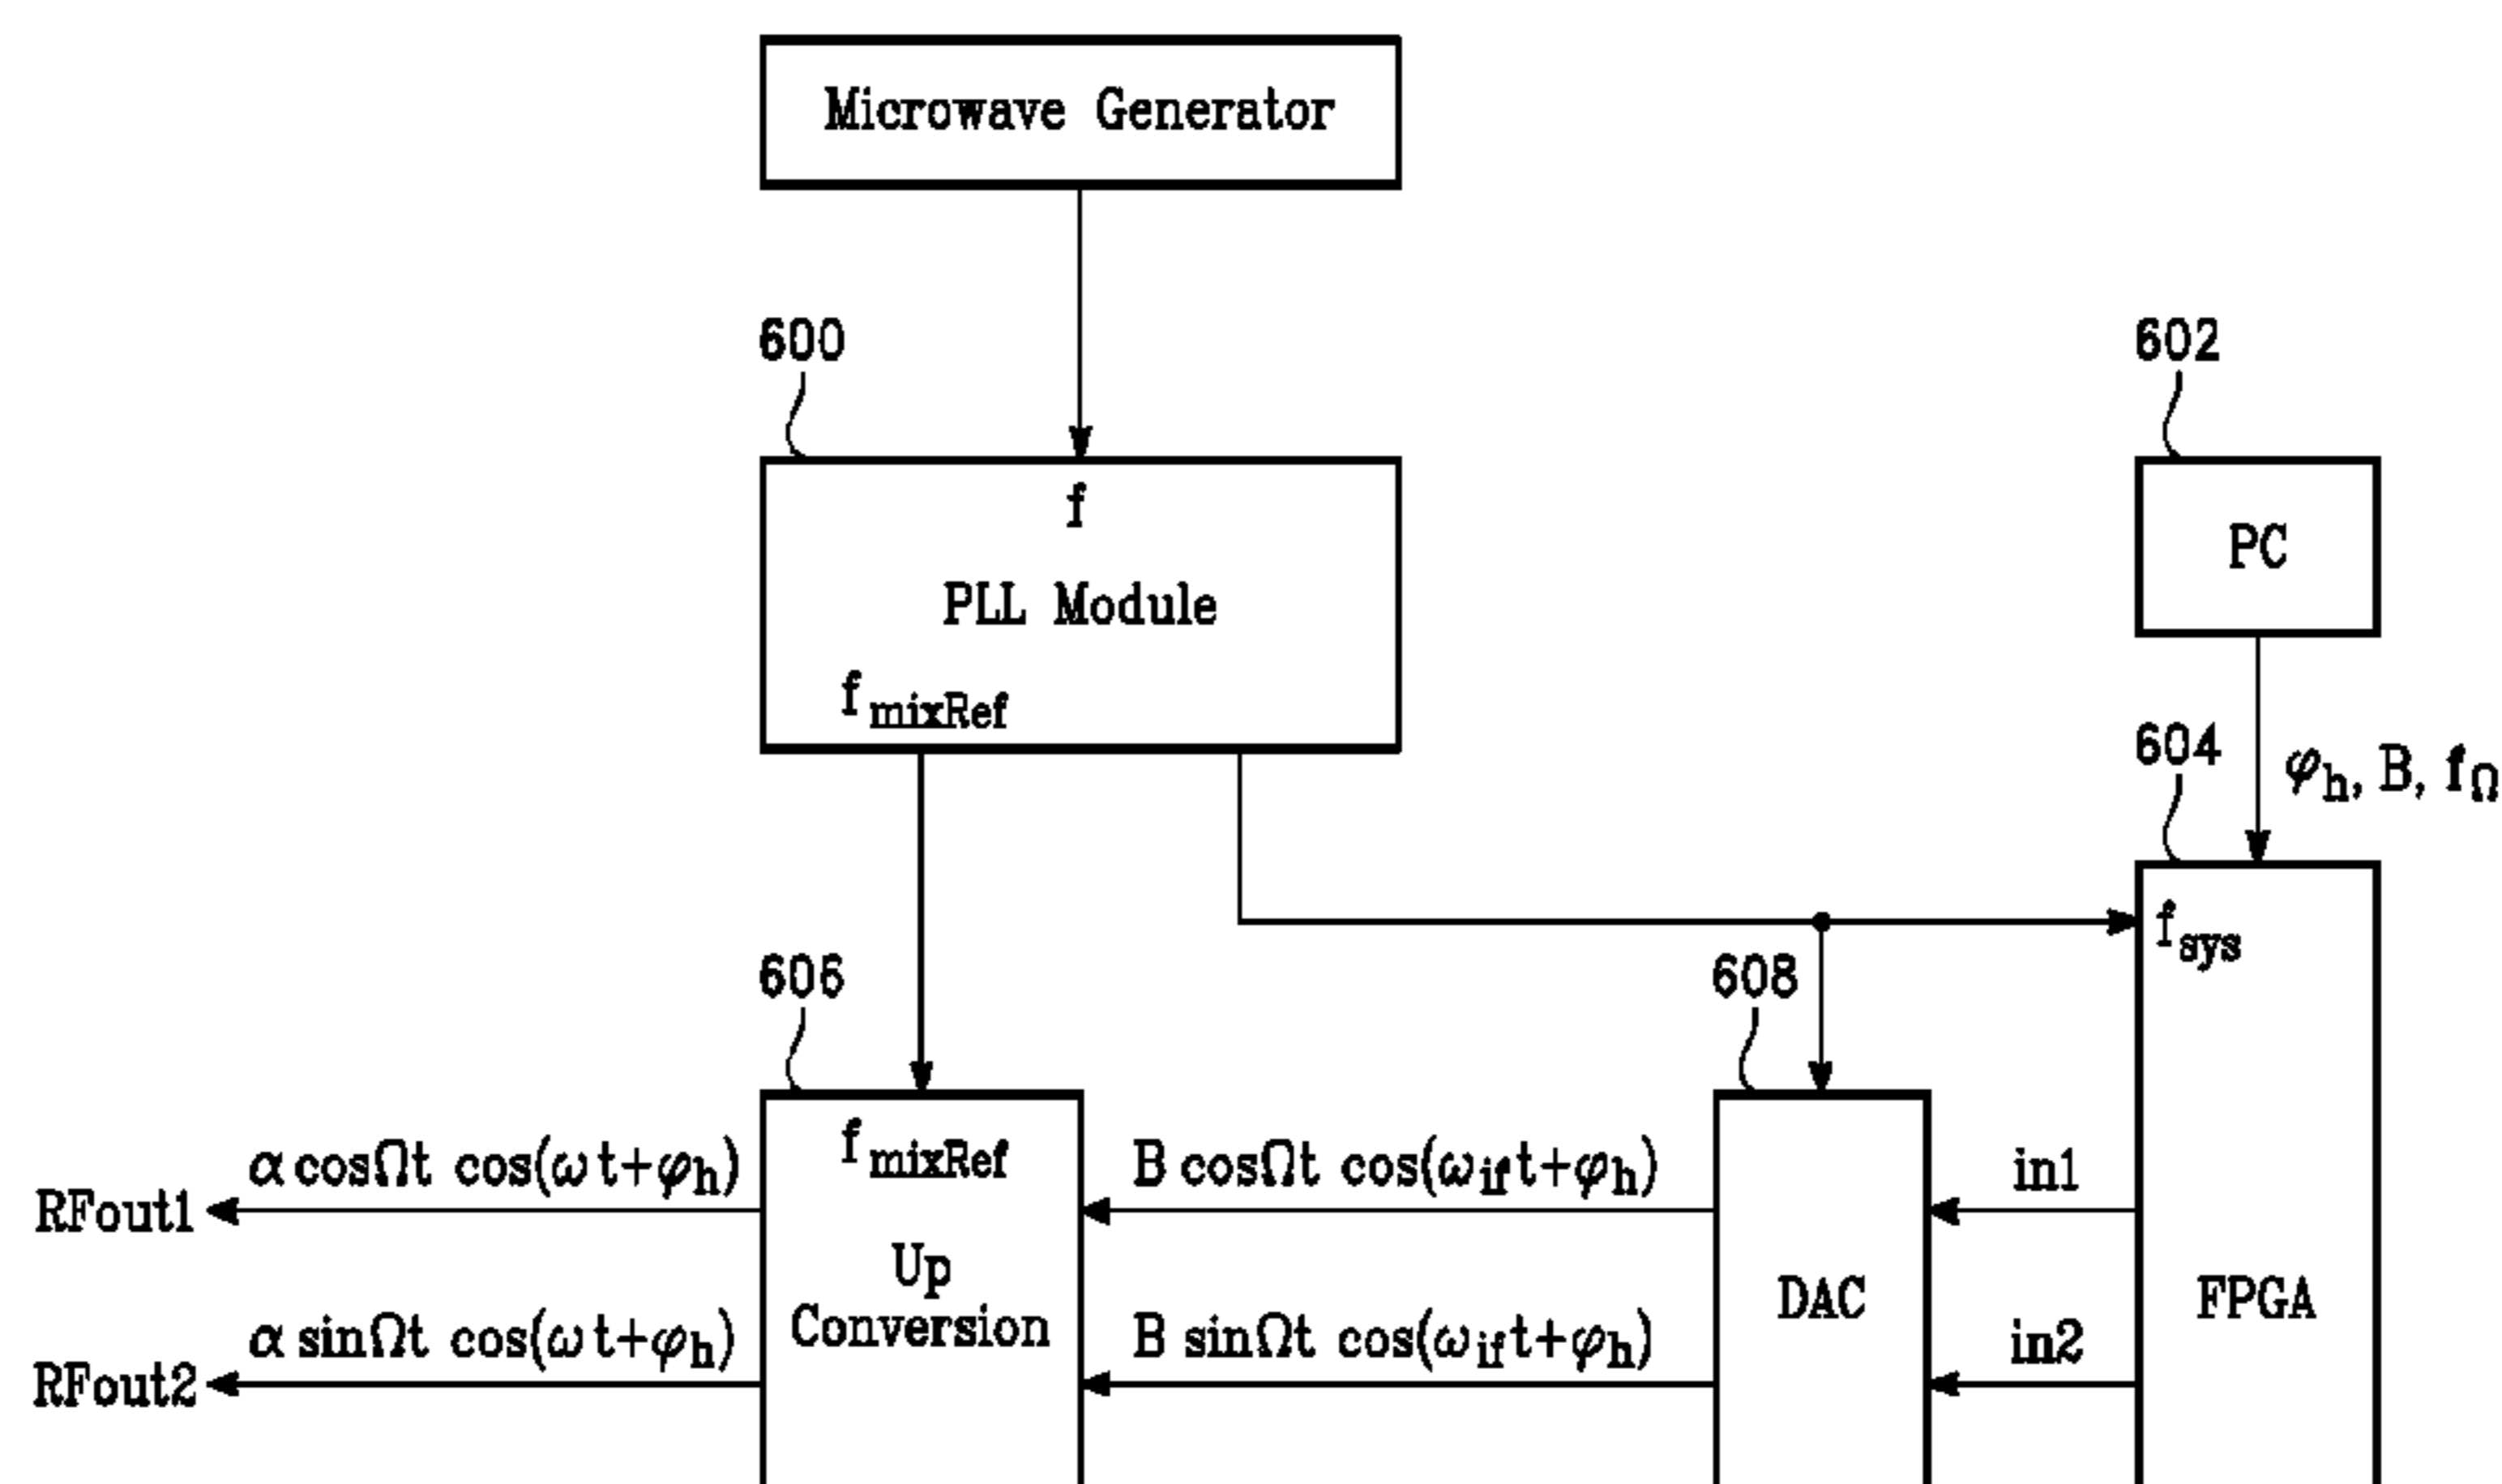 Microwave Generator
600
602
f
PLL Module
f mixRef
PC
604
φh, B, fΩ
fsys
606
608
f mixRef
Up
Conversion
α cosΩt cos(ωt+φh)
RFout1
α sinΩt cos(ωt+φh)
RFout2
B cosΩt cos(ωift+φh)
B sinΩt cos(ωift+φh)
DAC
in1
in2
FPGA